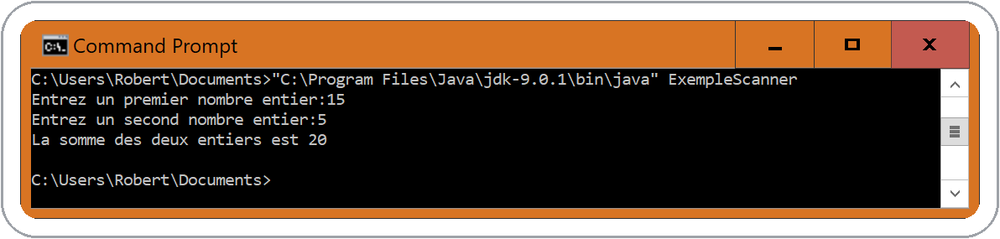 Command Prompt
C:\Users\Robert\Documents>"C:\Program Files\Java\jdk-9.0.1\bin\java" ExempleScanner
Entrez un premier nombre entier:15
Entrez un second nombre entier:5
La somme des deux entiers est 20
C:\Users\Robert\Documents>